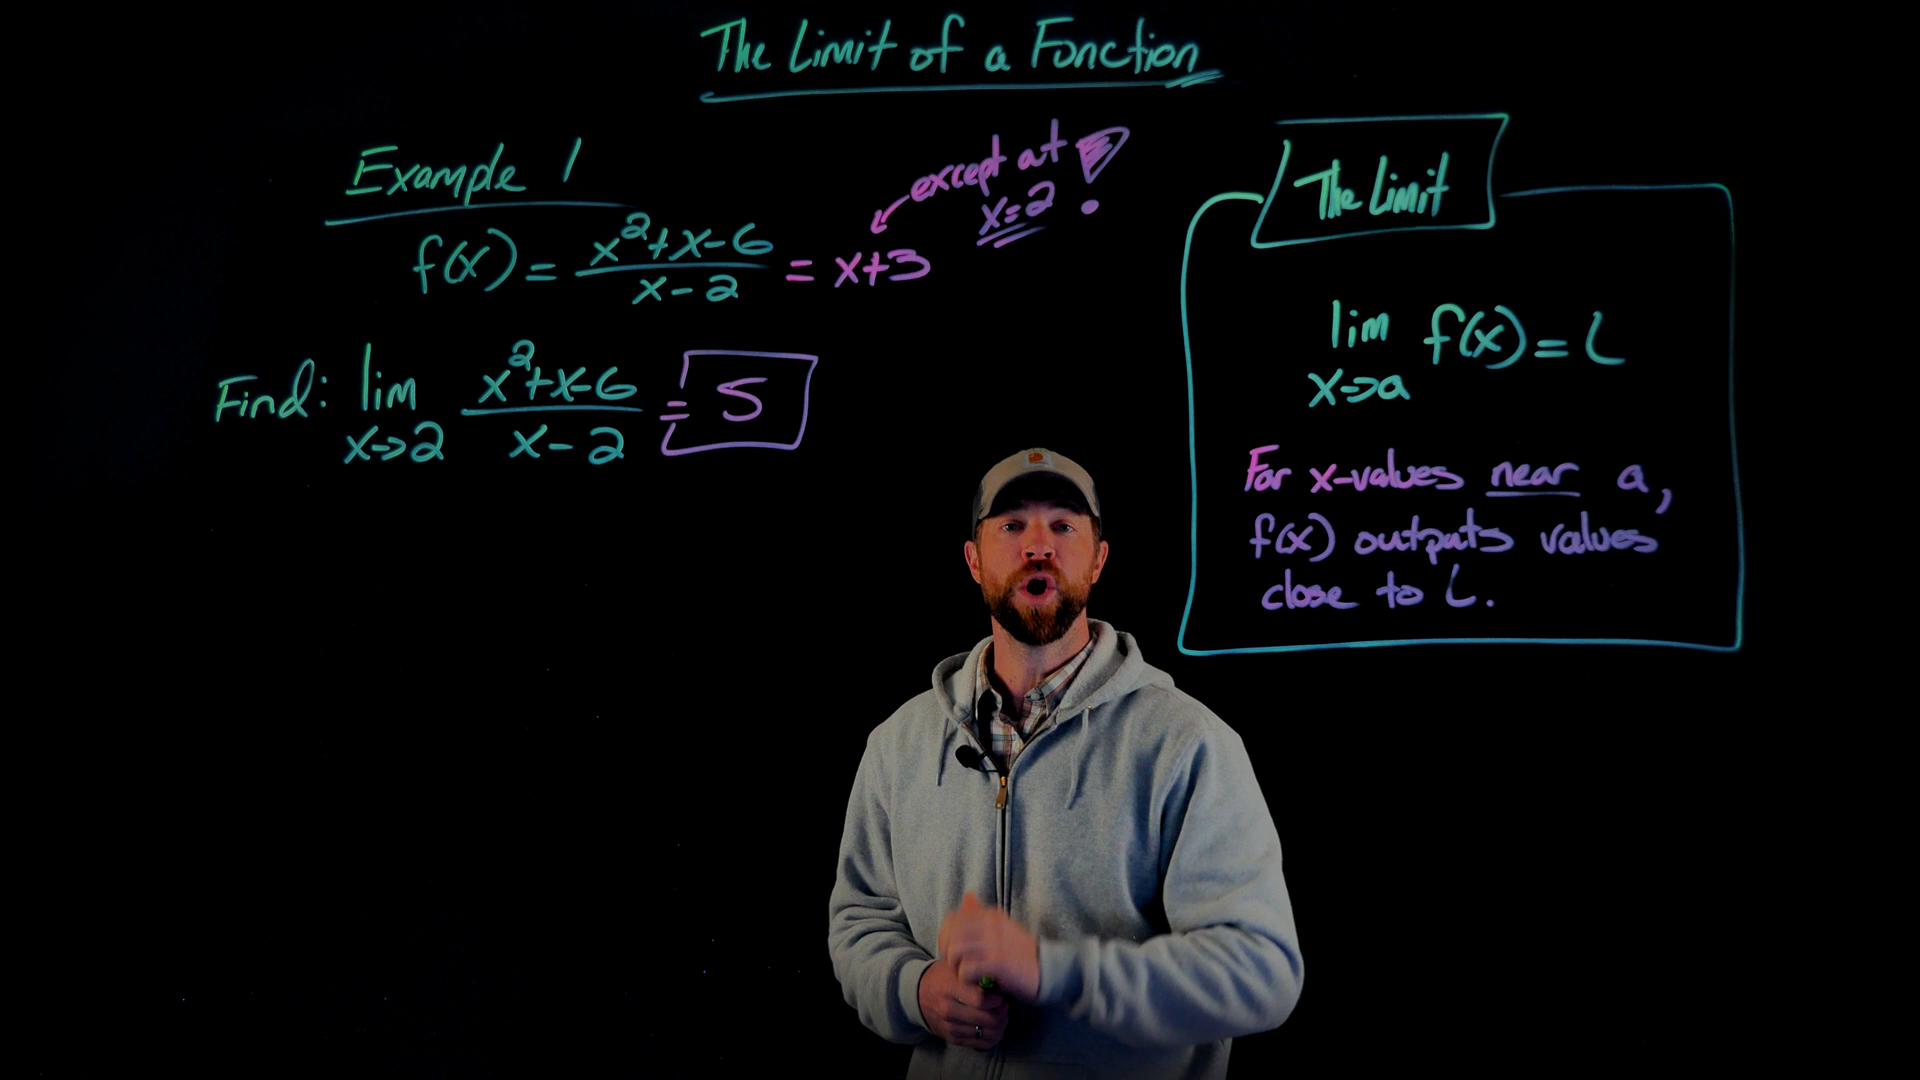 The Limit of a Function
Example 1
f(x) = x²+x-6 / x-2 = x+3
except at
x=2 !
Find: lim x→2 x²+x-6 / x-2 = 5
The Limit
lim x→a f(x) = L
For x-values near a,
f(x) outputs values
close to L.